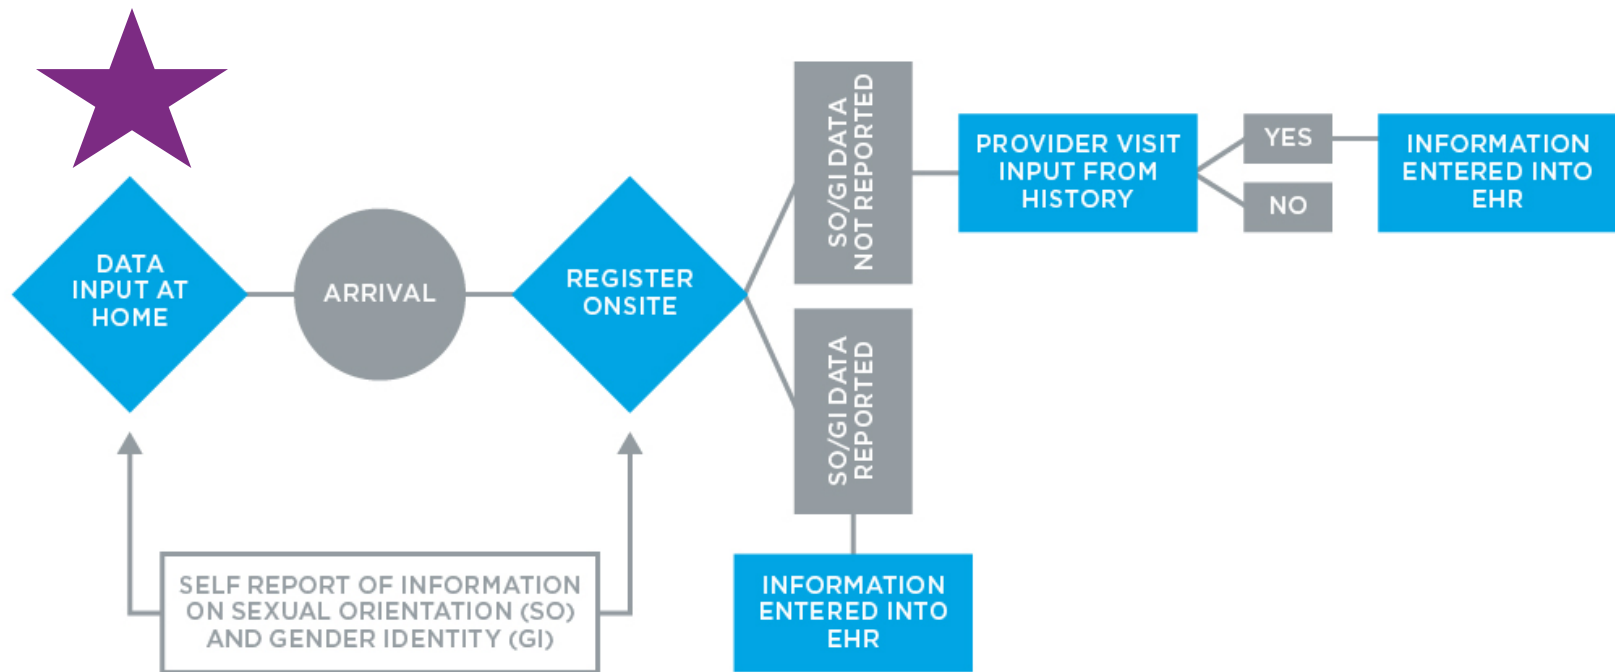 DATA
INPUT AT
HOME
ARRIVAL
REGISTER
ONSITE
SO/GI DATA
NOT REPORTED
SO/GI DATA
REPORTED
PROVIDER VISIT
INPUT FROM
HISTORY
YES
NO
INFORMATION
ENTERED INTO
EHR
INFORMATION
ENTERED INTO
EHR
SELF REPORT OF INFORMATION
ON SEXUAL ORIENTATION (SO)
AND GENDER IDENTITY (GI)